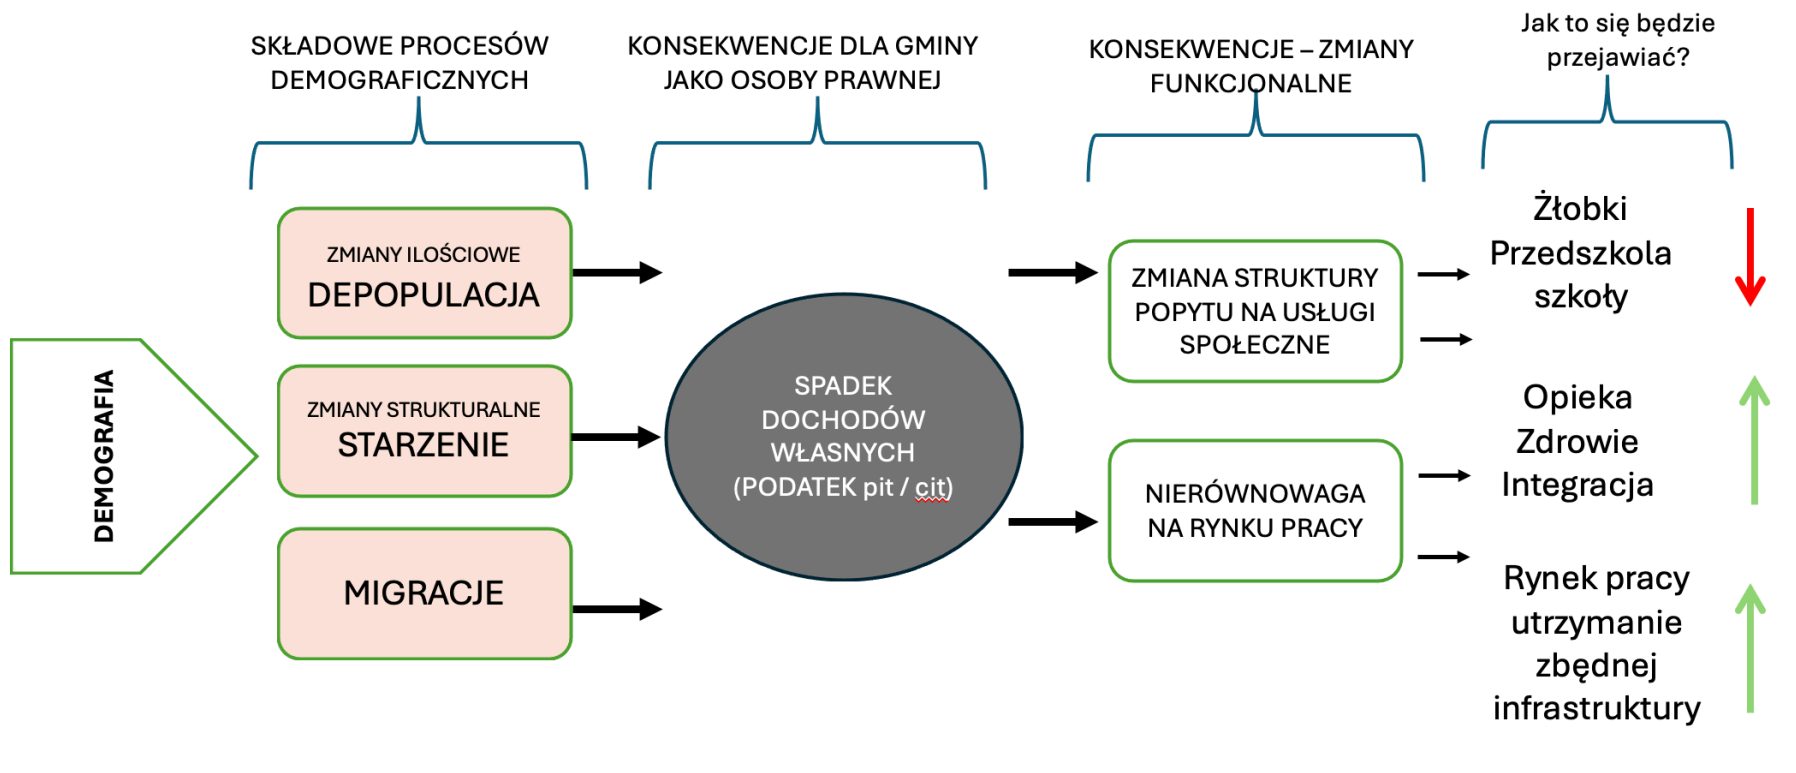 SKŁADOWE PROCESÓW
DEMOGRAFICZNYCH
KONSEKWENCJE DLA GMINY
JAKO OSOBY PRAWNEJ
KONSEKWENCJE – ZMIANY
FUNKCJONALNE
Jak to się będzie
przejawiać?
DEMOGRAFIA
ZMIANY ILOŚCIOWE
DEPOPULACJA
ZMIANY STRUKTURALNE
STARZENIE
MIGRACJE
SPADEK
DOCHODÓW
WŁASNYCH
(PODATEK pit / cit)
ZMIANA STRUKTURY
POPYTU NA USŁUGI
SPOŁECZNE
NIERÓWNOWAGA
NA RYNKU PRACY
Żłobki
Przedszkola
szkoły
Opieka
Zdrowie
Integracja
Rynek pracy
utrzymanie
zbędnej
infrastruktury